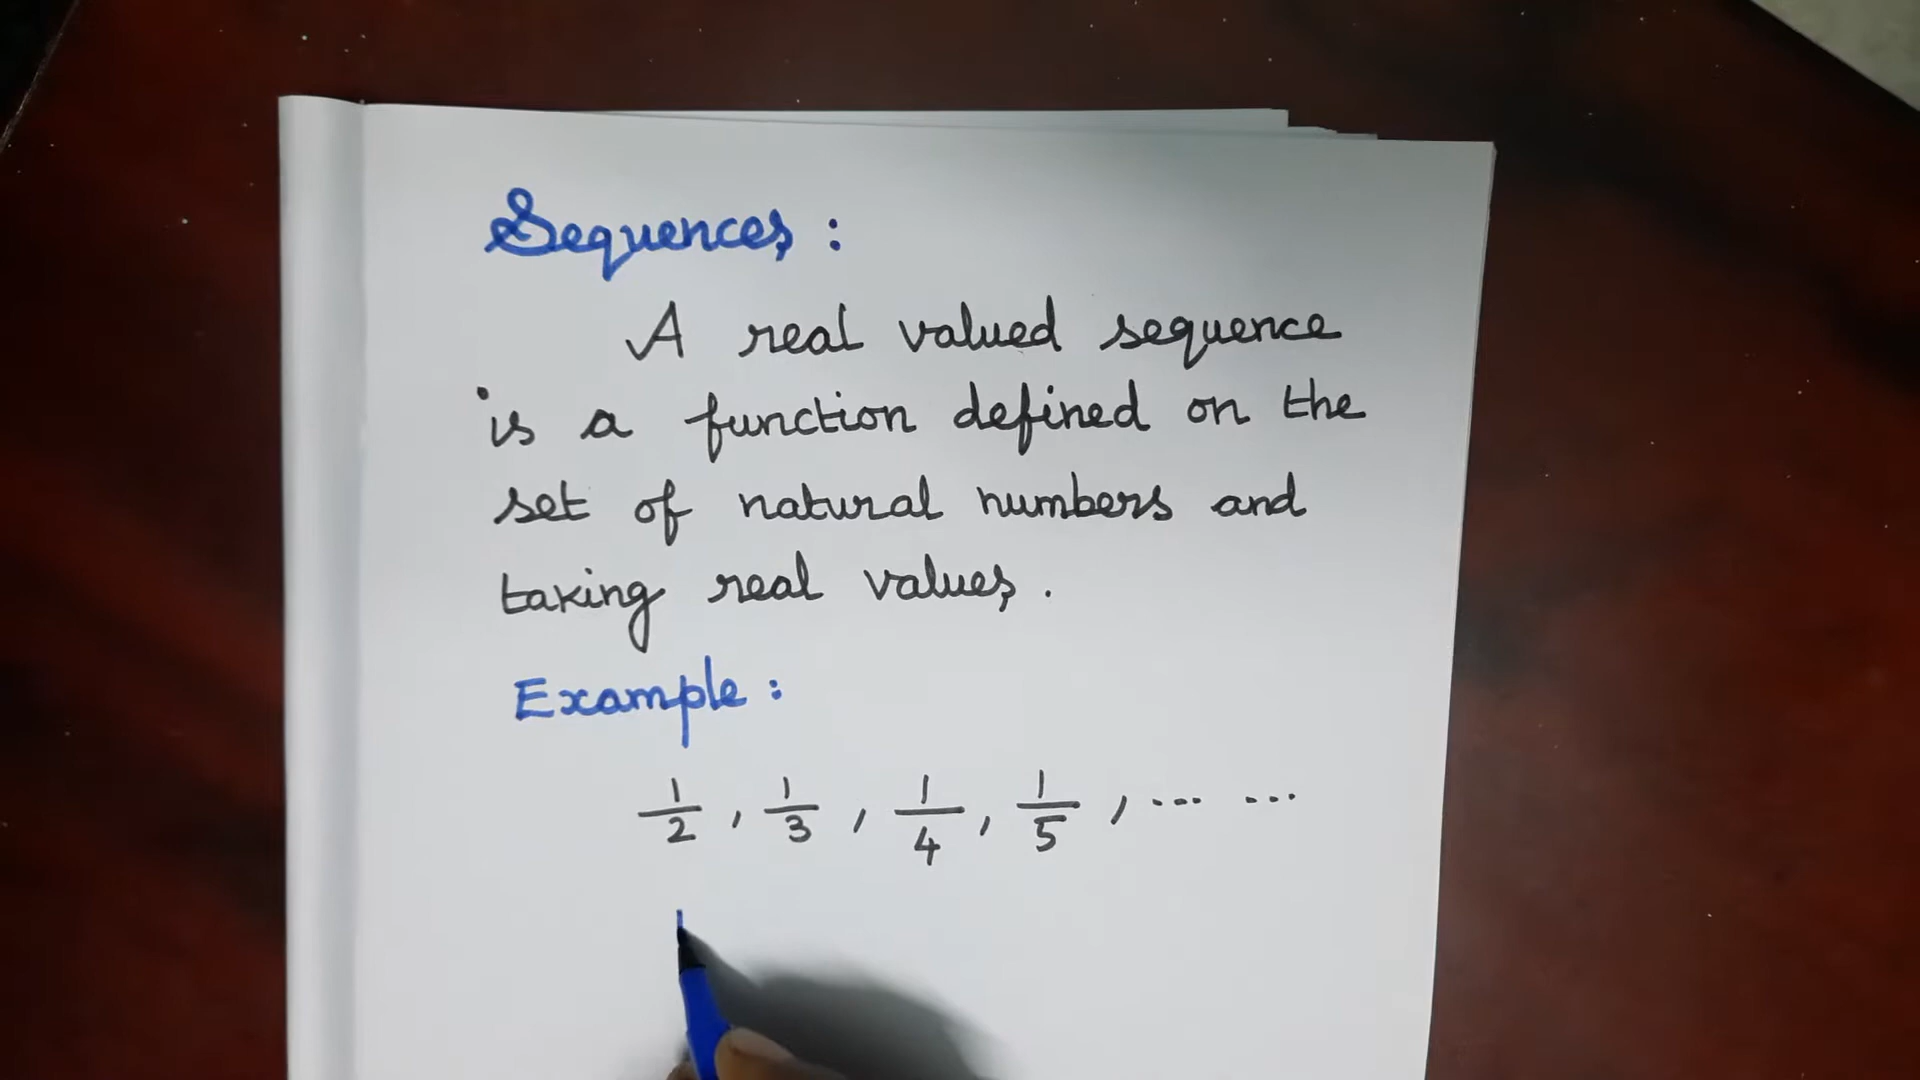 Sequences :
A real valued sequence
is a function defined on the
set of natural numbers and
taking real values.
Example :
1/2, 1/3, 1/4, 1/5, ... ...